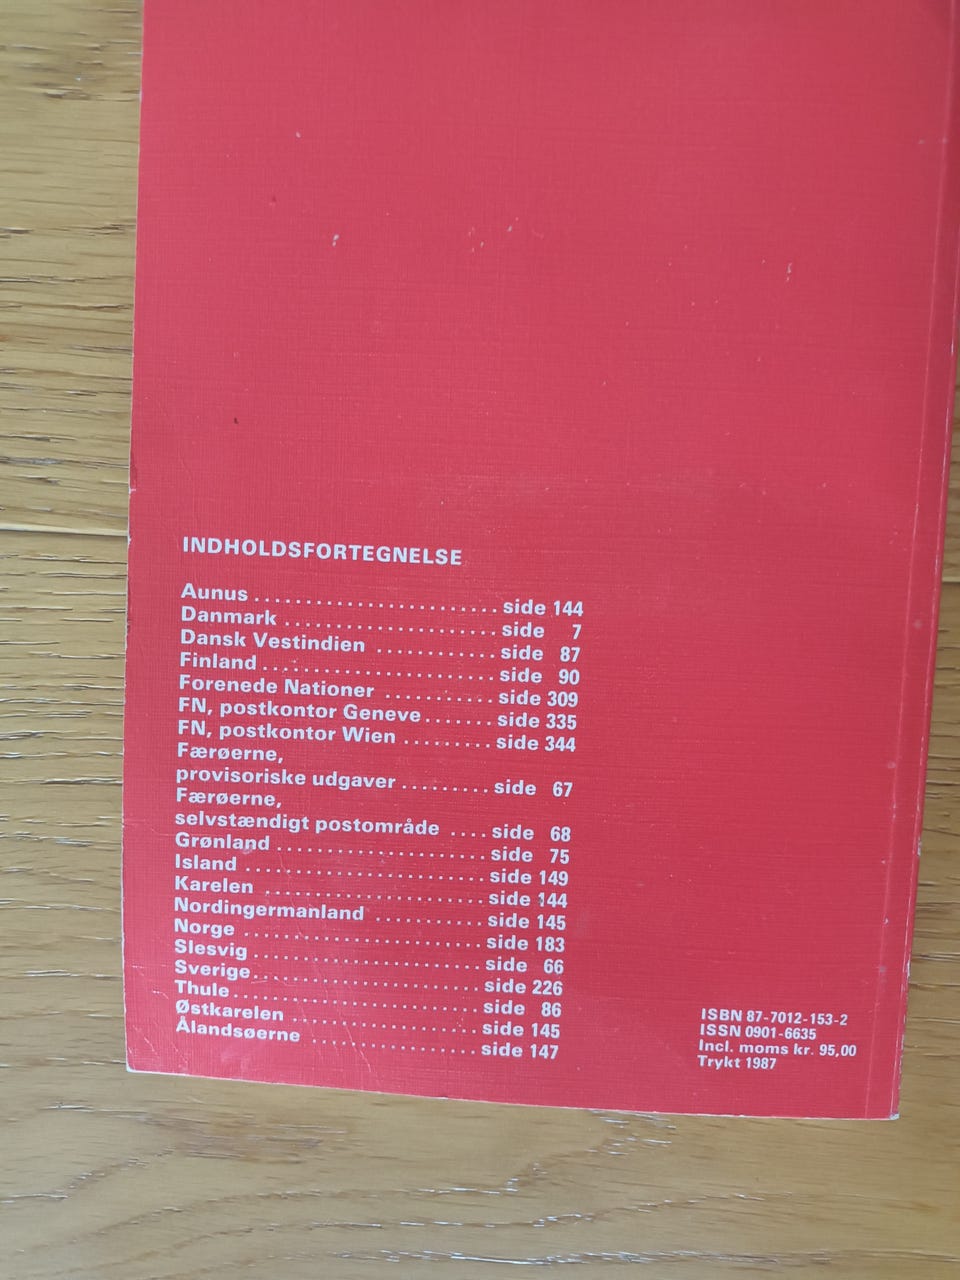 INDHOLDSFORTEGNELSE
Aunus ........................ side 144
Danmark ..................... side 7
Dansk Vestindien ............ side 87
Finland ....................... side 90
Forenede Nationer ........... side 309
FN, postkontor Geneve ....... side 335
FN, postkontor Wien ......... side 344
Færøerne,
provisoriske udgaver ......... side 67
Færøerne,
selvstændigt postområde .... side 68
Grønland ..................... side 75
Island ........................ side 149
Karelen ...................... side 144
Nordingermanland ........... side 145
Norge ........................ side 183
Slesvig ....................... side 66
Sverige ....................... side 226
Thule ......................... side 86
Østkarelen ................... side 145
Ålandsøerne ................. side 147
ISBN 87-7012-153-2
ISSN 0901-6635
Incl. moms kr. 95,00
Trykt 1987